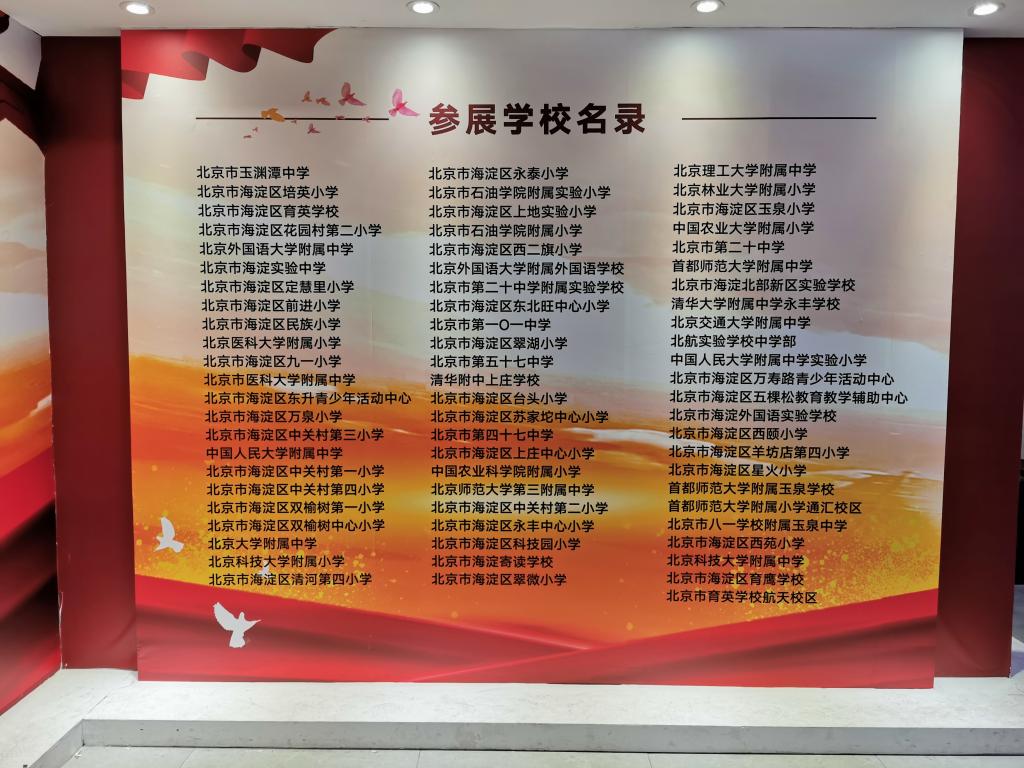 参展学校名录
北京市玉渊潭中学
北京市海淀区培英小学
北京市海淀区育英学校
北京市海淀区花园村第二小学
北京外国语大学附属中学
北京市海淀实验中学
北京市海淀区定慧里小学
北京市海淀区前进小学
北京市海淀区民族小学
北京医科大学附属小学
北京市海淀区九一小学
北京市医科大学附属中学
北京市海淀区东升青少年活动中心
北京市海淀区万泉小学
北京市海淀区中关村第三小学
中国人民大学附属中学
北京市海淀区中关村第一小学
北京市海淀区中关村第四小学
北京市海淀区双榆树第一小学
北京市海淀区双榆树中心小学
北京大学附属中学
北京科技大学附属小学
北京市海淀区清河第四小学
北京市海淀区永泰小学
北京市石油学院附属实验小学
北京市海淀区上地实验小学
北京市石油学院附属小学
北京市海淀区西二旗小学
北京外国语大学附属外国语学校
北京市第二十中学附属实验学校
北京市海淀区东北旺中心小学
北京市第一O一中学
北京市海淀区翠湖小学
北京市第五十七中学
清华附中上庄学校
北京市海淀区台头小学
北京市海淀区苏家坨中心小学
北京市第四十七中学
北京市海淀区上庄中心小学
中国农业科学院附属小学
北京师范大学第三附属中学
北京市海淀区中关村第二小学
北京市海淀区永丰中心小学
北京市海淀区科技园小学
北京市海淀寄读学校
北京市海淀区翠微小学
北京理工大学附属中学
北京林业大学附属小学
北京市海淀区玉泉小学
中国农业大学附属小学
北京市第二十中学
首都师范大学附属中学
北京市海淀北部新区实验学校
清华大学附属中学永丰学校
北京交通大学附属中学
北航实验学校中学部
中国人民大学附属中学实验小学
北京市海淀区万寿路青少年活动中心
北京市海淀区五棵松教育教学辅助中心
北京市海淀外国语实验学校
北京市海淀区西颐小学
北京市海淀区羊坊店第四小学
北京市海淀区星火小学
首都师范大学附属玉泉学校
首都师范大学附属小学通汇校区
北京市八一学校附属玉泉中学
北京市海淀区西苑小学
北京科技大学附属中学
北京市海淀区育鹰学校
北京市育英学校航天校区